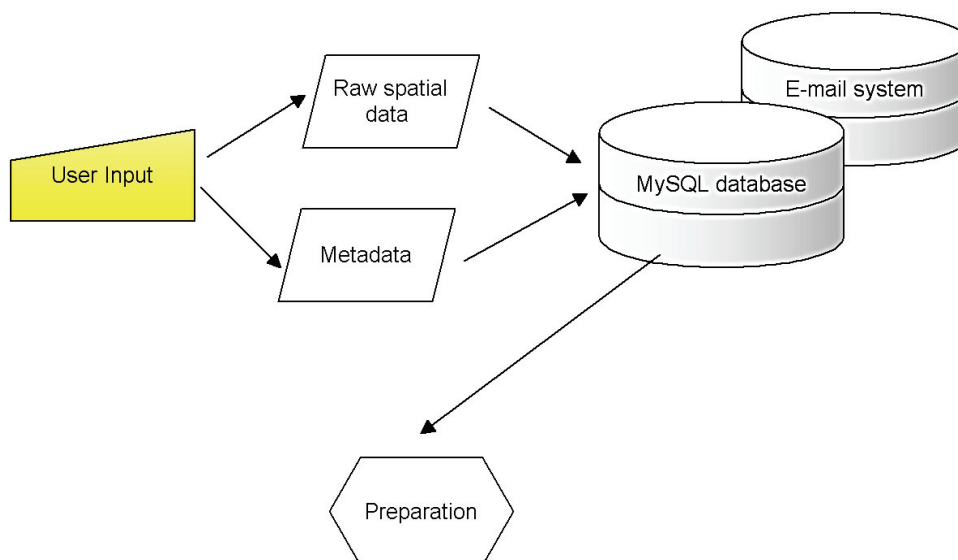 User Input
Raw spatial
data
Metadata
E-mail system
MySQL database
Preparation